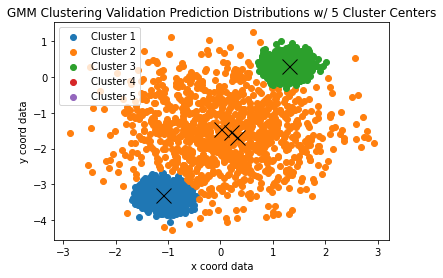 GMM Clustering Validation Prediction Distributions w/ 5 Cluster Centers
Cluster 1
Cluster 2
Cluster 3
Cluster 4
Cluster 5
y coord data
1
0
−1
−2
−3
−4
−3
−2
−1
0
1
2
3
x coord data